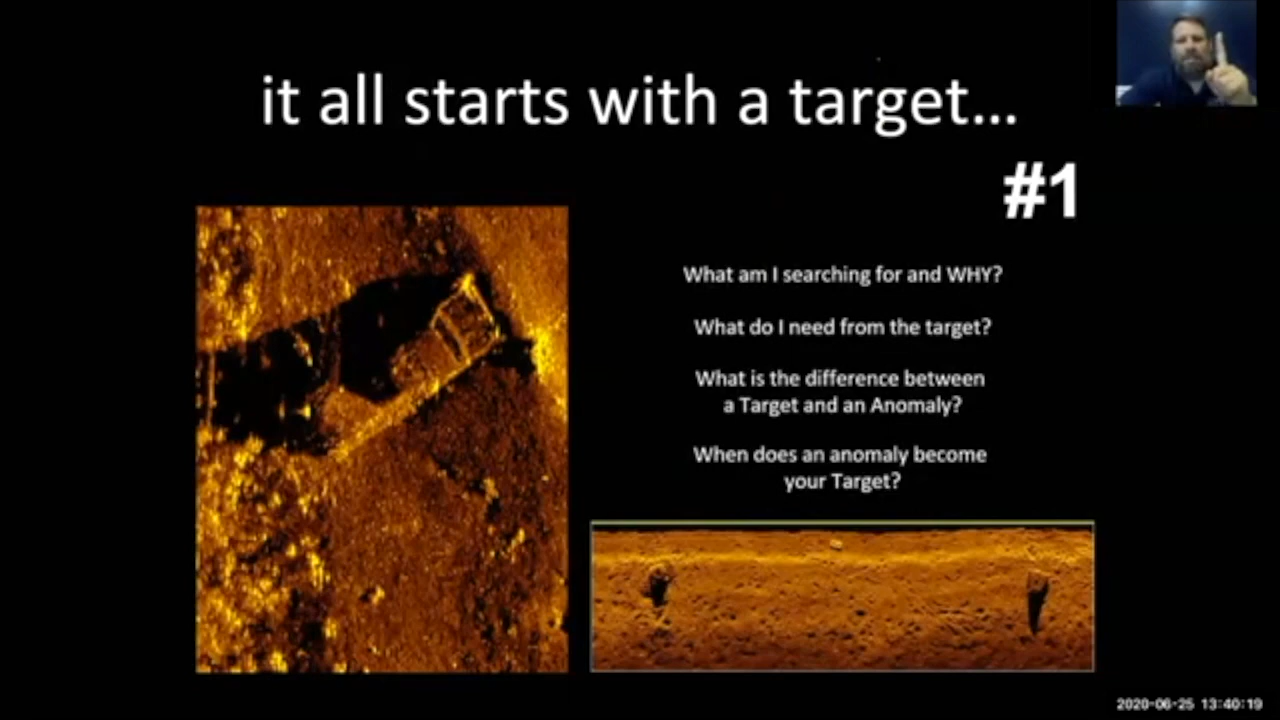 it all starts with a target...
#1
What am I searching for and WHY?
What do I need from the target?
What is the difference between
a Target and an Anomaly?
When does an anomaly become
your Target?
2020-06-25 13:40:19